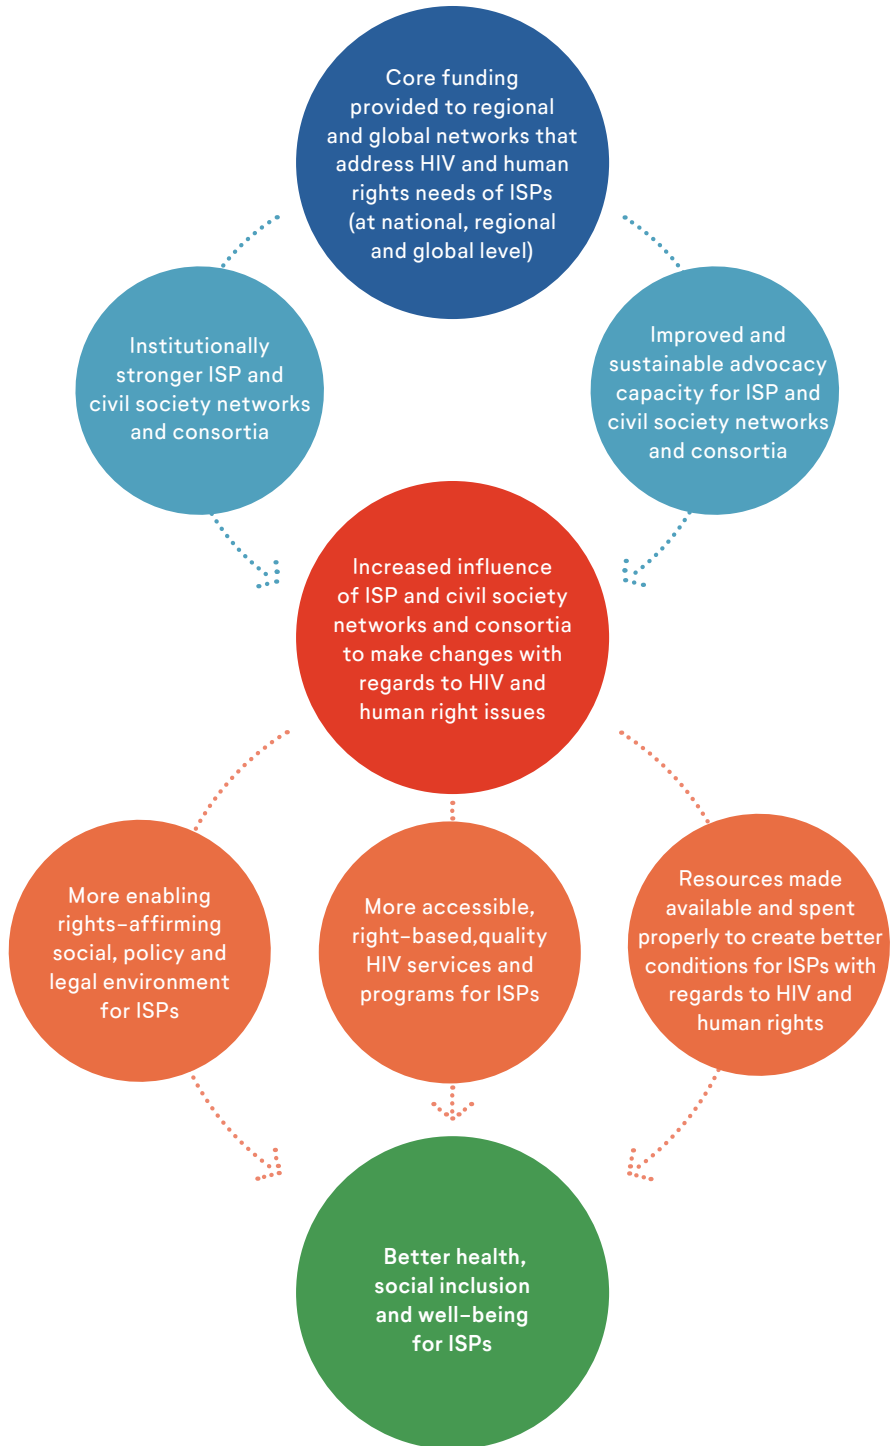 Core funding
provided to regional
and global networks that
address HIV and human
rights needs of ISPs
(at national, regional
and global level)
Institutionally
stronger ISP and
civil society networks
and consortia
Improved and
sustainable advocacy
capacity for ISP and
civil society networks
and consortia
Increased influence
of ISP and civil society
networks and consortia
to make changes with
regards to HIV and
human right issues
More enabling
rights-affirming
social, policy and
legal environment
for ISPs
More accessible,
right-based,quality
HIV services and
programs for ISPs
Resources made
available and spent
properly to create better
conditions for ISPs with
regards to HIV and
human rights
Better health,
social inclusion
and well-being
for ISPs